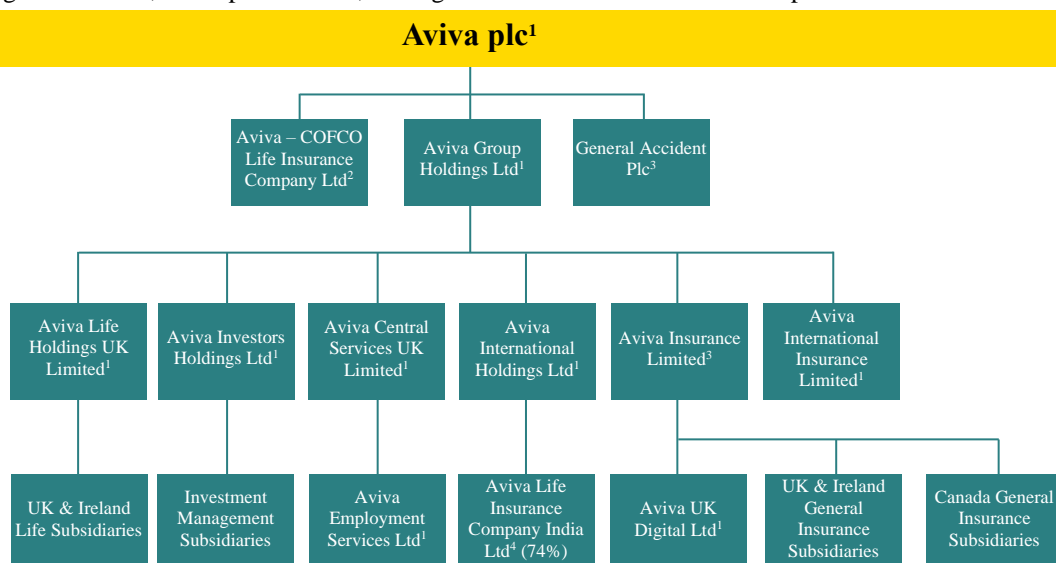 Aviva plc¹
Aviva – COFCO
Life Insurance
Company Ltd²
Aviva Group
Holdings Ltd¹
General Accident
Plc³
Aviva Life
Holdings UK
Limited¹
Aviva Investors
Holdings Ltd¹
Aviva Central
Services UK
Limited¹
Aviva
International
Holdings Ltd¹
Aviva Insurance
Limited³
Aviva
International
Insurance
Limited¹
UK & Ireland
Life Subsidiaries
Investment
Management
Subsidiaries
Aviva
Employment
Services Ltd¹
Aviva Life
Insurance
Company India
Ltd⁴ (74%)
Aviva UK
Digital Ltd¹
UK & Ireland
General
Insurance
Subsidiaries
Canada General
Insurance
Subsidiaries